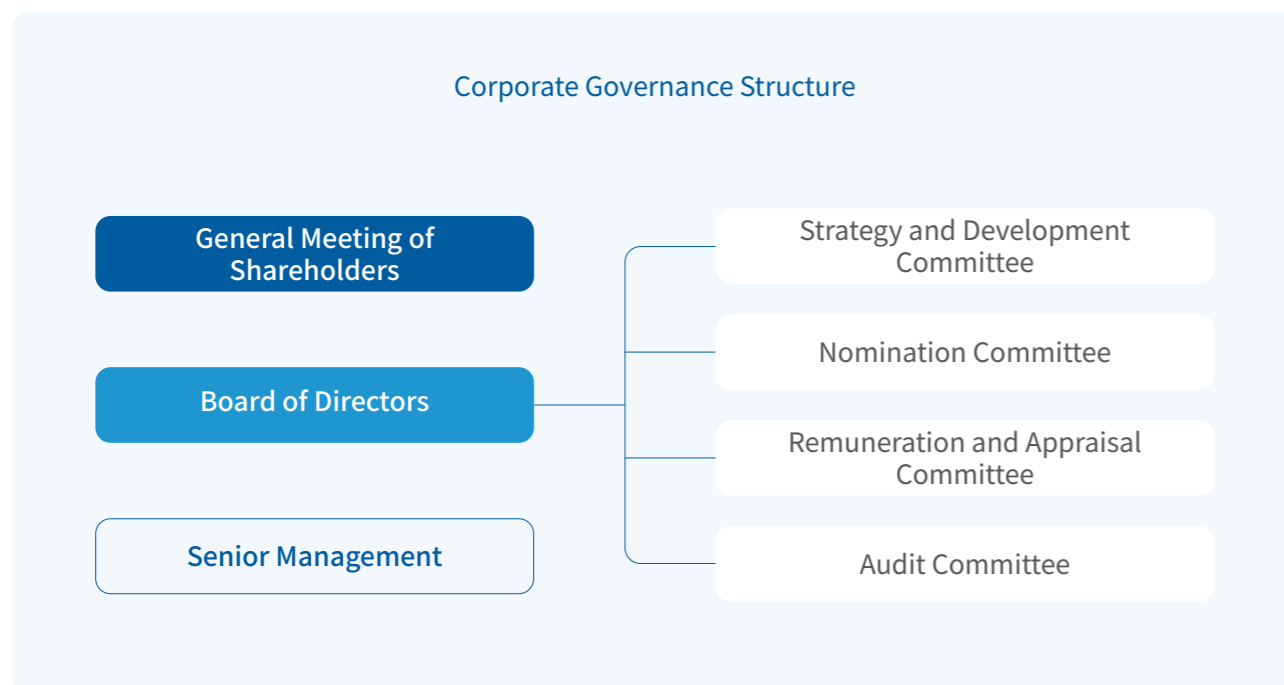 Corporate Governance Structure
General Meeting of
Shareholders
Board of Directors
Senior Management
Strategy and Development
Committee
Nomination Committee
Remuneration and Appraisal
Committee
Audit Committee